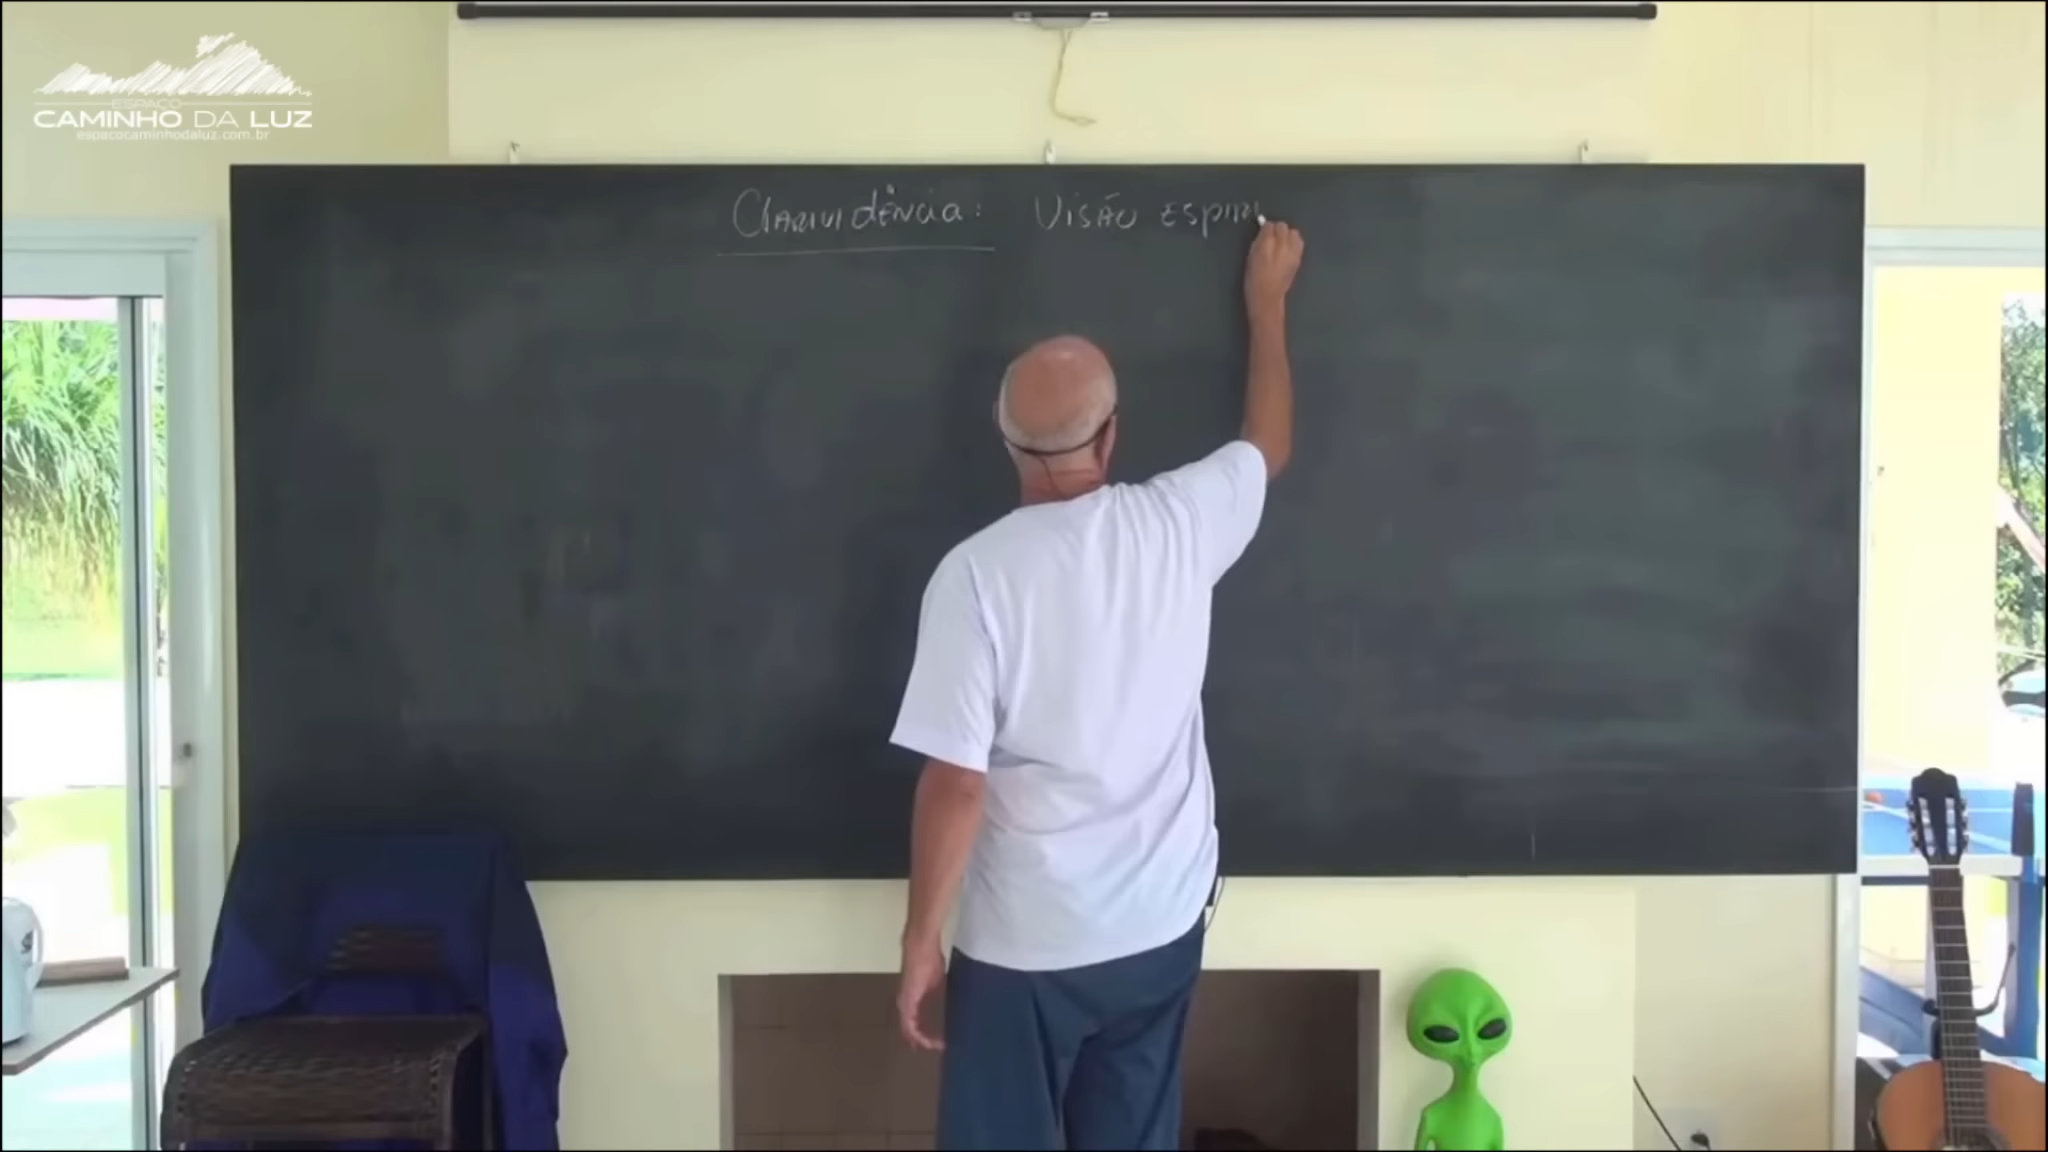 ESPAÇO
CAMINHO DA LUZ
espacocaminhodaluz.com.br
Clarividência: Visão ESPIRI